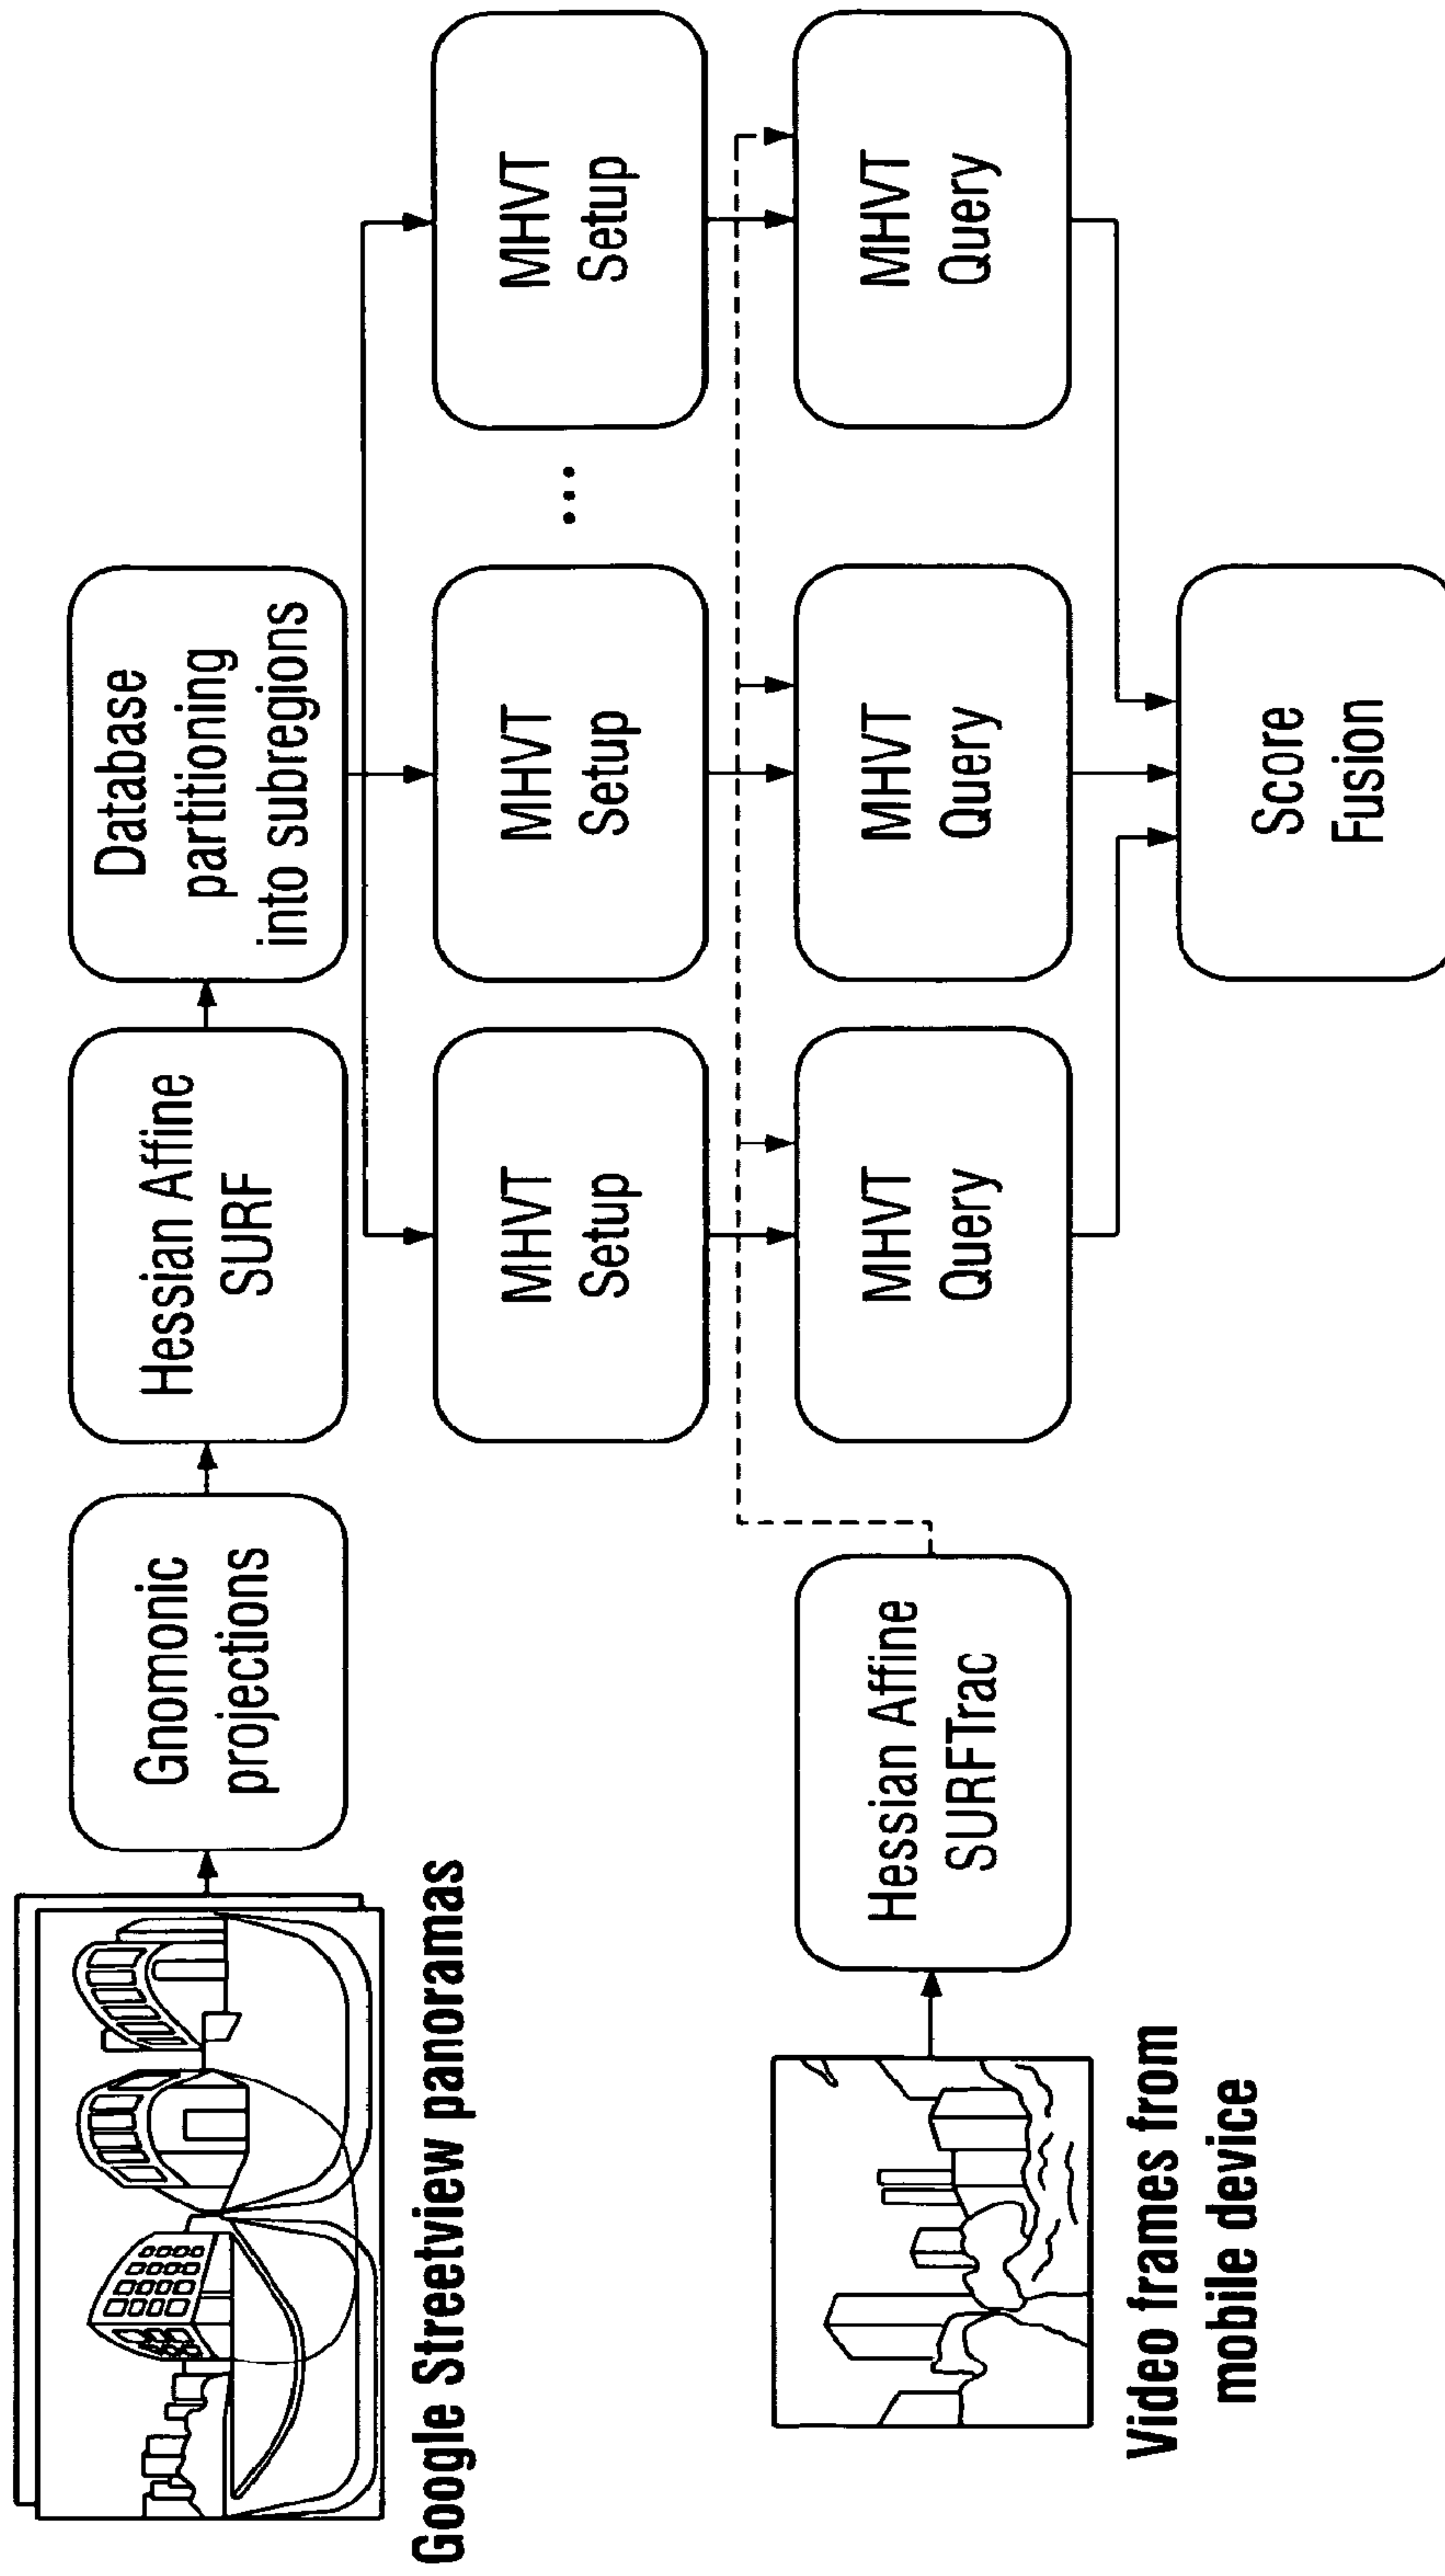 Google Streetview panoramas
Gnomonic
projections
Hessian Affine
SURF
Database
partitioning
into subregions
MHVT
Setup
MHVT
Setup
...
MHVT
Setup
Video frames from
mobile device
Hessian Affine
SURFTrac
MHVT
Query
MHVT
Query
MHVT
Query
Score
Fusion